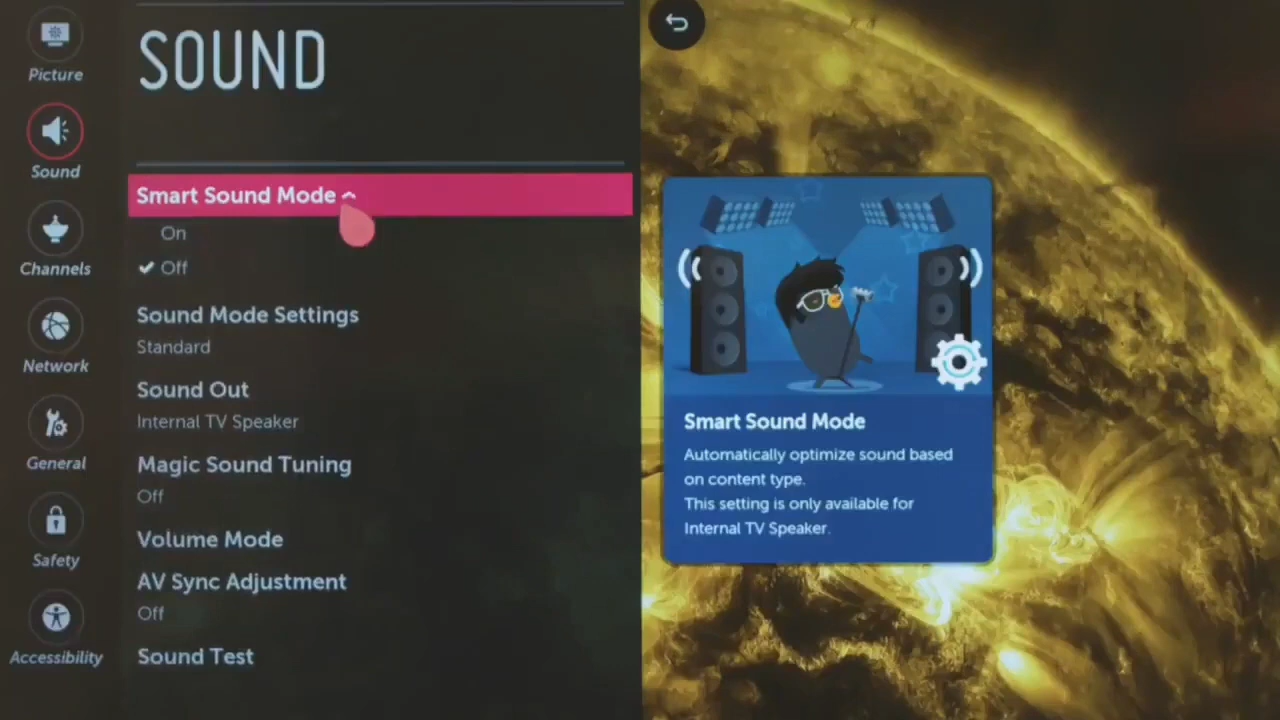 Picture
Sound
Channels
Network
General
Safety
Accessibility
SOUND
Smart Sound Mode
On
Off
Sound Mode Settings
Standard
Sound Out
Internal TV Speaker
Magic Sound Tuning
Off
Volume Mode
AV Sync Adjustment
Off
Sound Test
Smart Sound Mode
Automatically optimize sound based
on content type.
This setting is only available for
Internal TV Speaker.